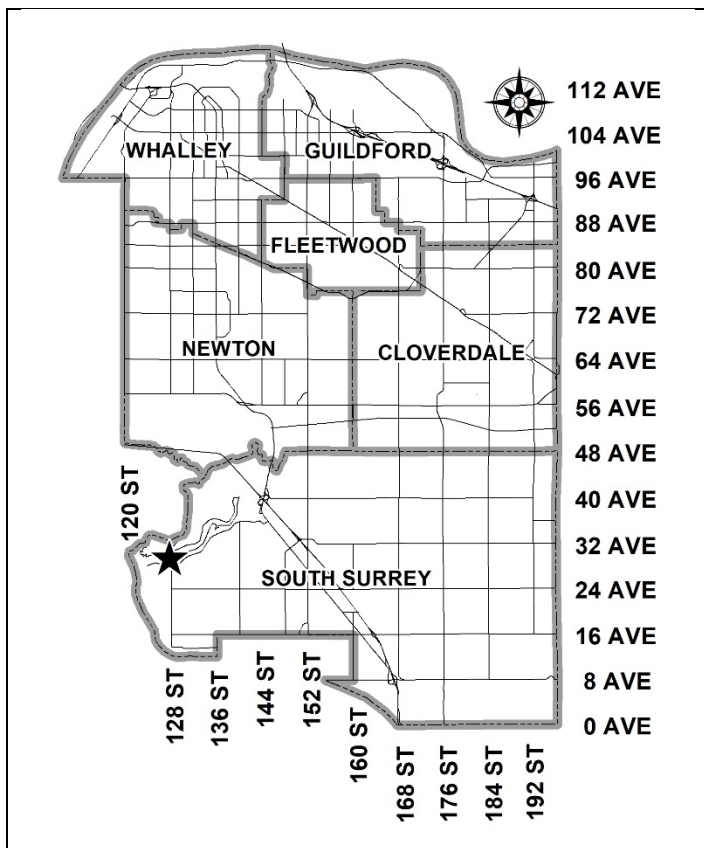 112 AVE
104 AVE
WHALLEY
GUILDFORD
96 AVE
88 AVE
FLEETWOOD
80 AVE
72 AVE
NEWTON
CLOVERDALE
64 AVE
56 AVE
48 AVE
120 ST
40 AVE
32 AVE
SOUTH SURREY
24 AVE
16 AVE
128 ST
136 ST
144 ST
152 ST
8 AVE
160 ST
0 AVE
168 ST
176 ST
184 ST
192 ST